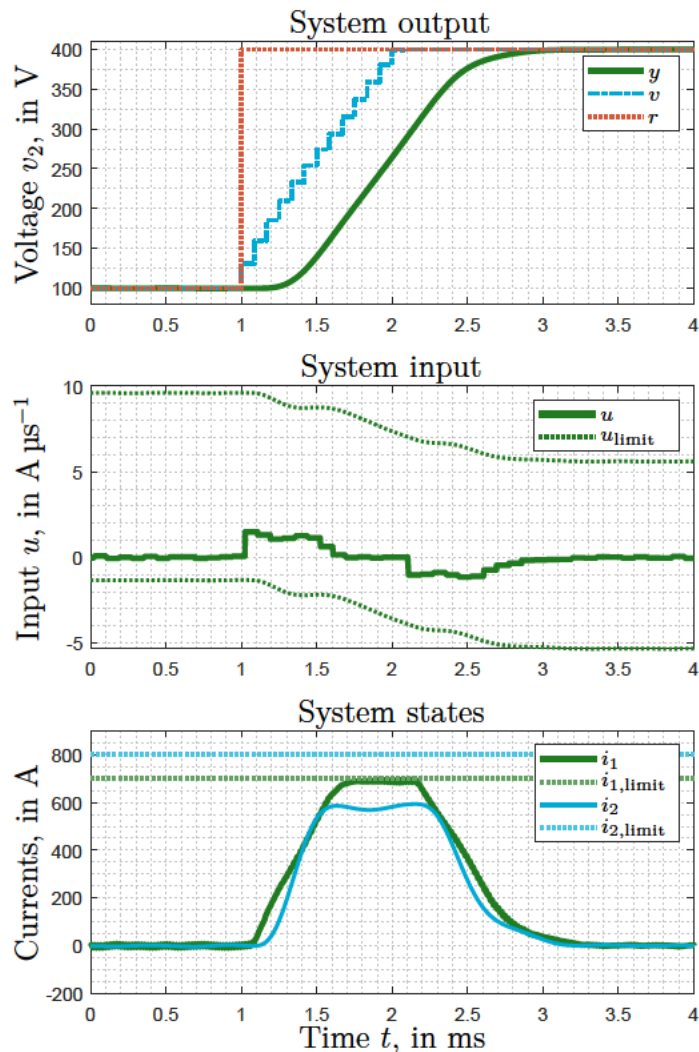 System output
Voltage v₂, in V
400
350
300
250
200
150
100
y
v
r
0 0.5 1 1.5 2 2.5 3 3.5 4
System input
Input u, in A µs⁻¹
10
5
0
-5
u
u_limit
0 0.5 1 1.5 2 2.5 3 3.5 4
System states
Currents, in A
800
600
400
200
0
-200
i₁
i₁,limit
i₂
i₂,limit
0 0.5 1 1.5 2 2.5 3 3.5 4
Time t, in ms